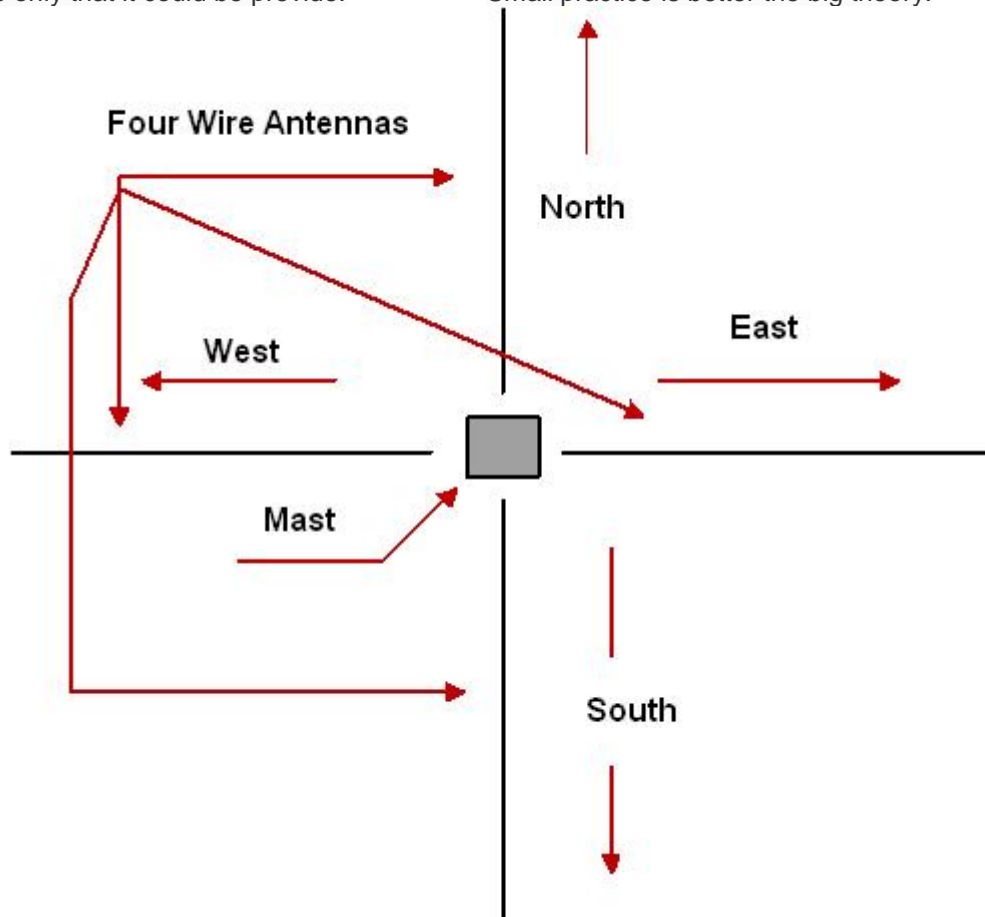 only that it could be provide.
Small practice is better the big theory.
Four Wire Antennas
North
East
West
Mast
South